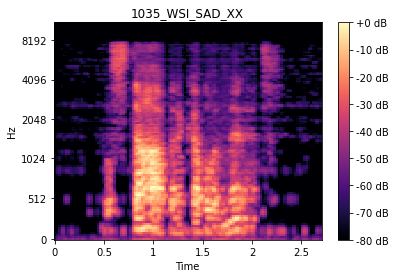 1035_WSI_SAD_XX
+0 dB
8192
-10 dB
4096
-20 dB
-30 dB
2048
Hz
-40 dB
1024
-50 dB
512
-60 dB
-70 dB
0
-80 dB
0 0.5 1 1.5 2 2.5
Time